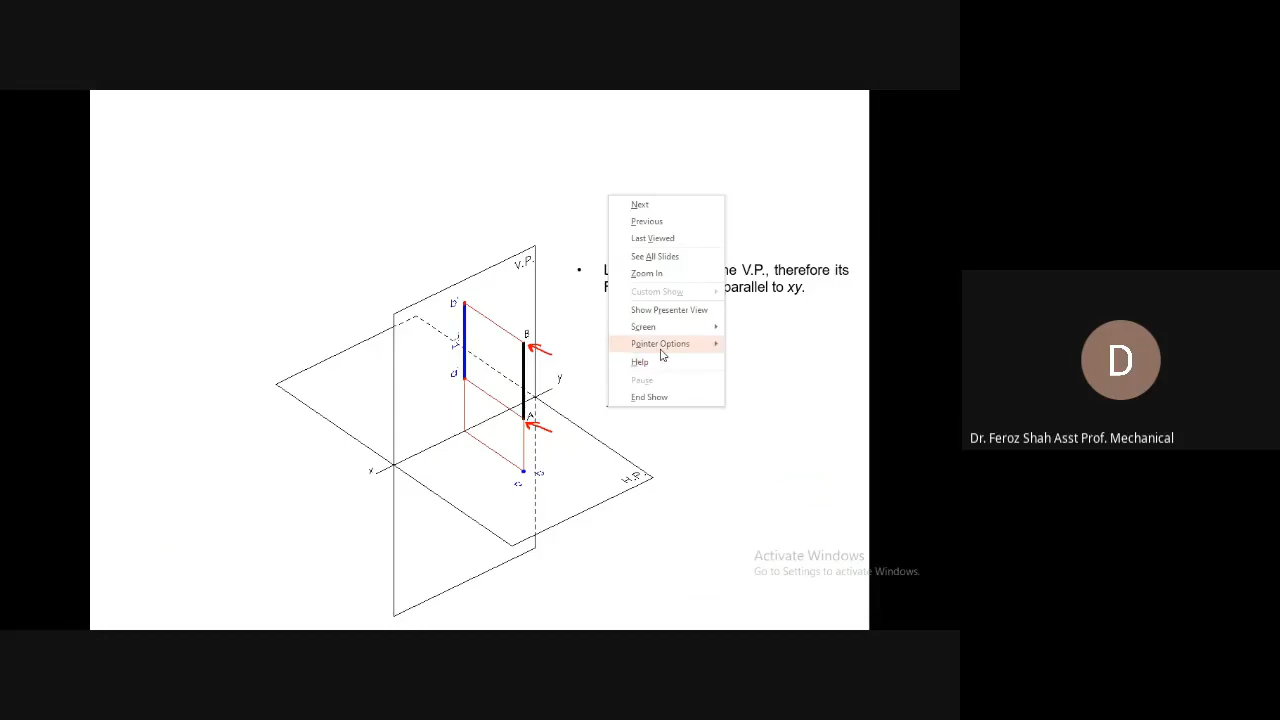 Next
Previous
Last Viewed
See All Slides
Zoom In
Custom Show
Show Presenter View
Screen
Pointer Options
Help
Pause
End Show
• L
e V.P., therefore its
F
parallel to xy.
V.P.
b'
B
a'
A
y
x
H.P.
a
b
Activate Windows
Go to Settings to activate Windows.
D
Dr. Feroz Shah Asst Prof. Mechanical